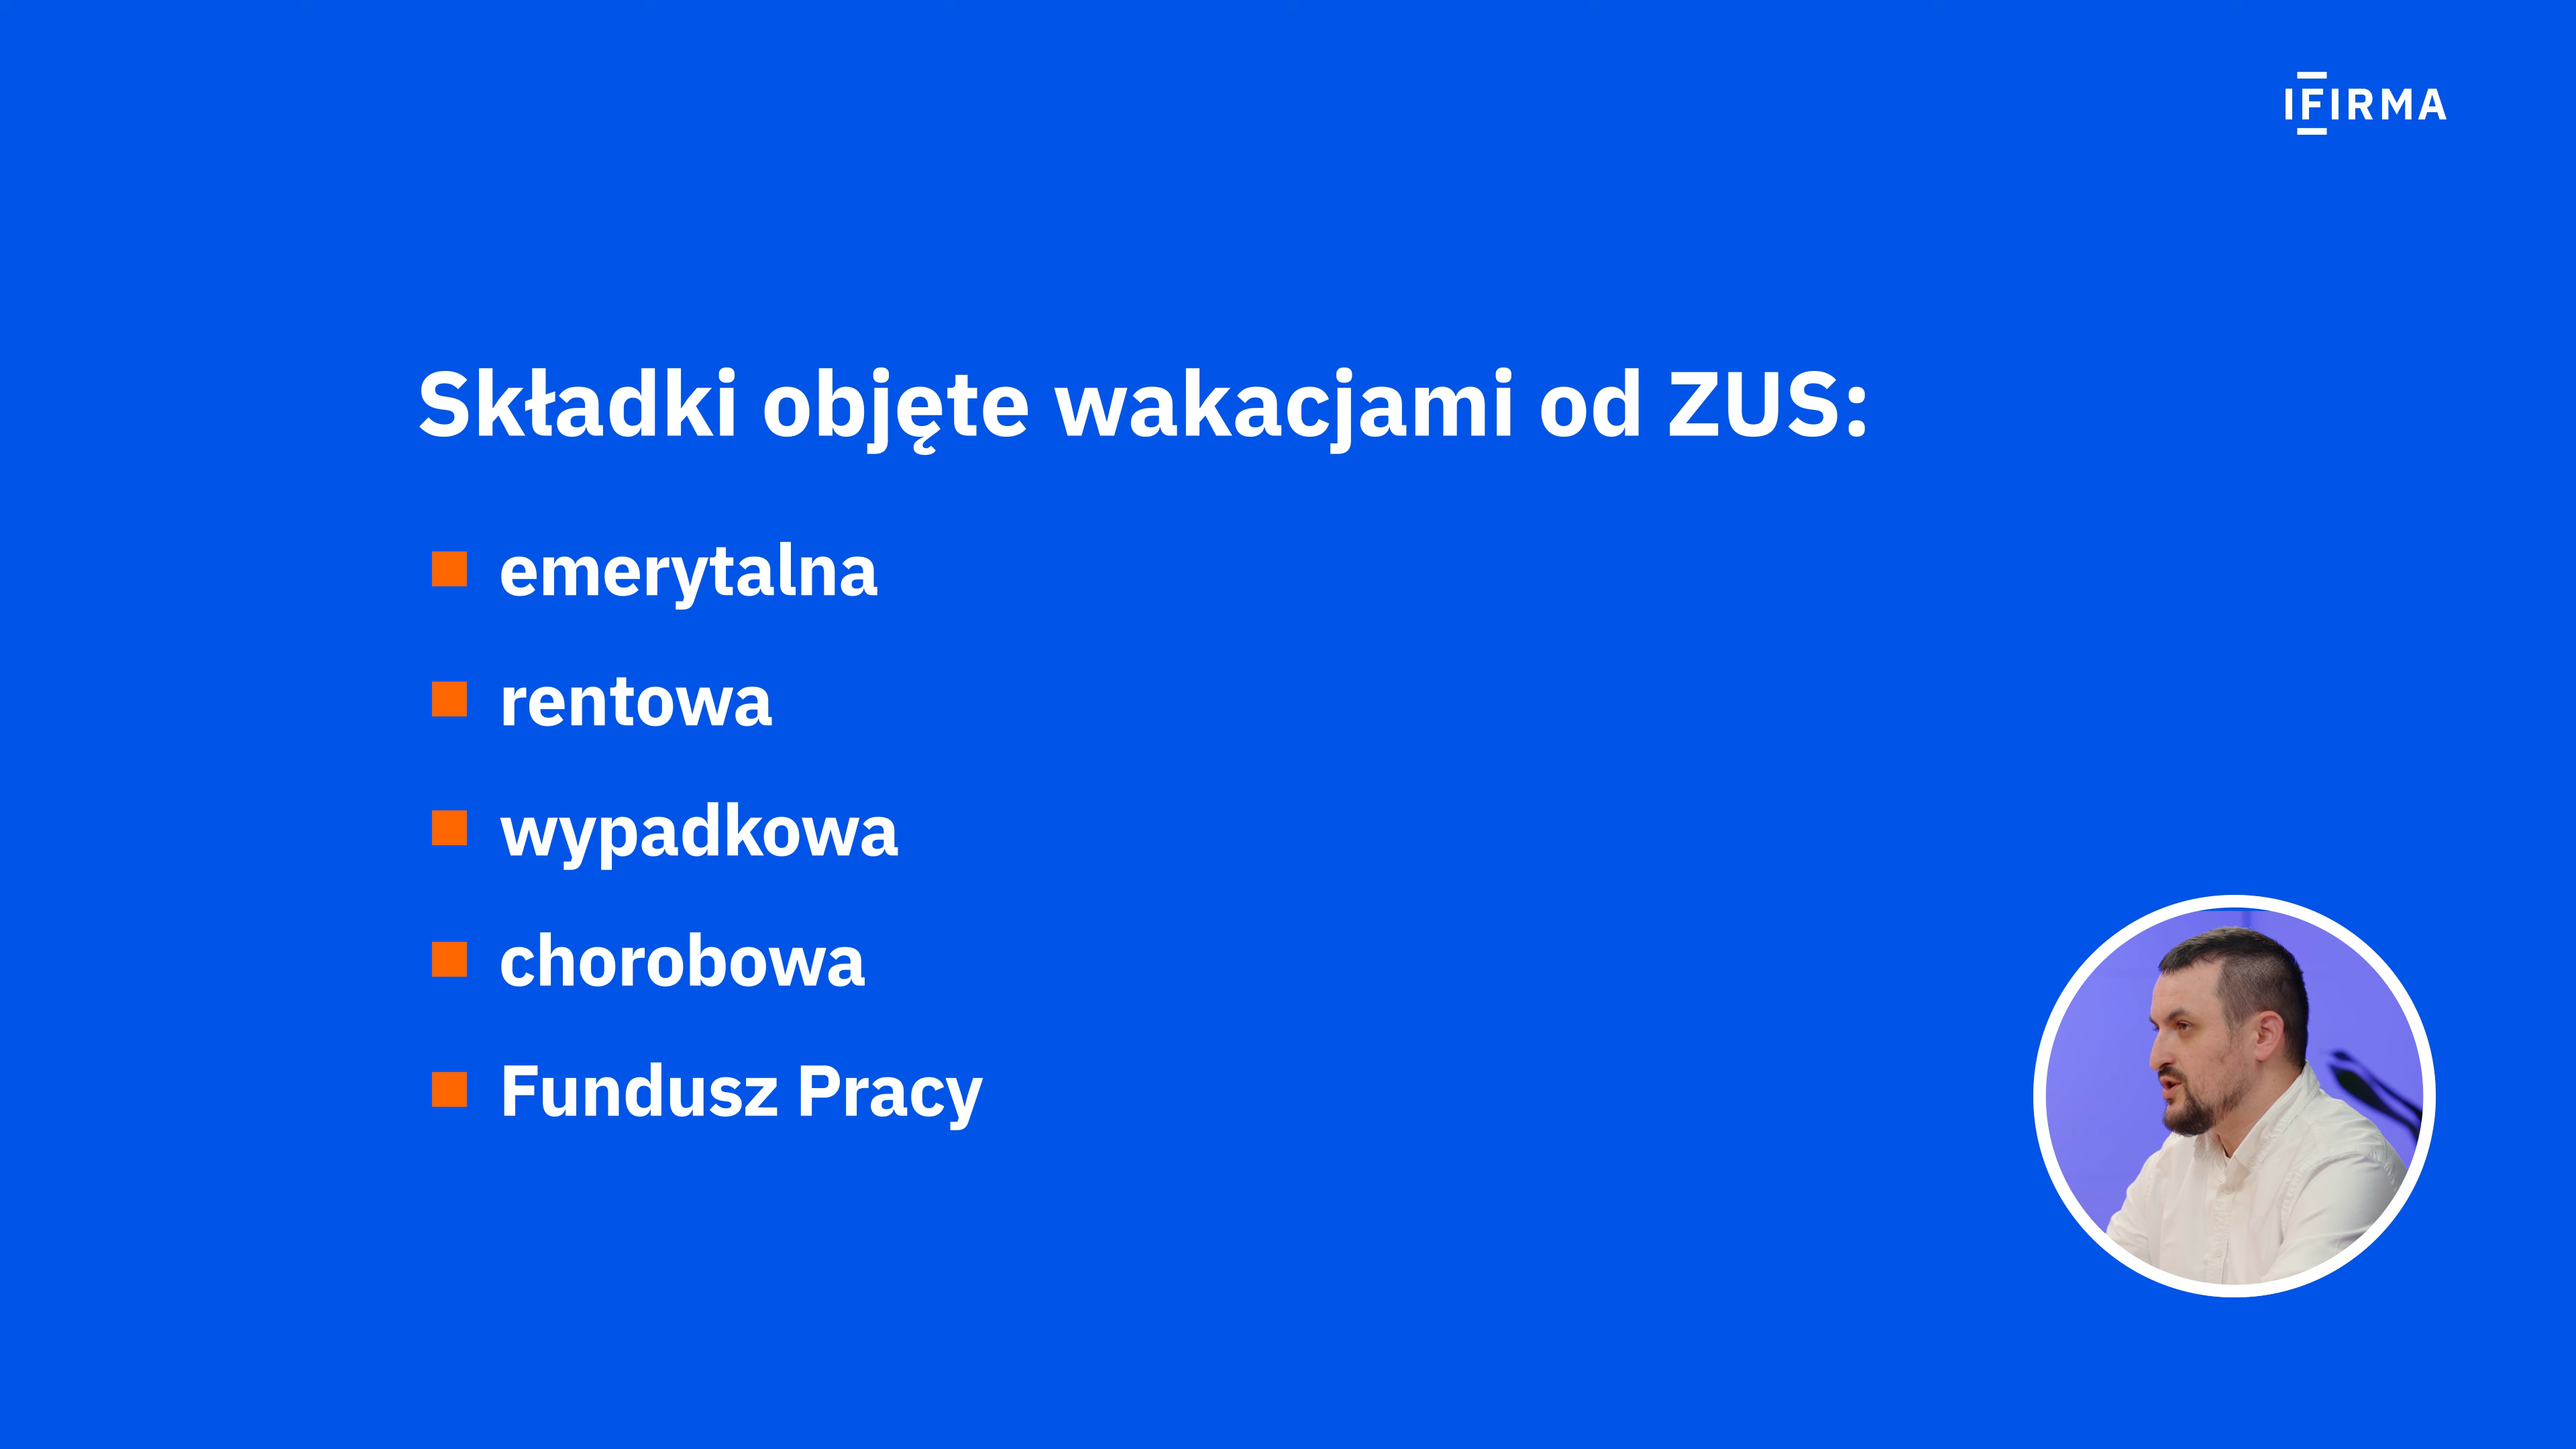 IFIRMA
Składki objęte wakacjami od ZUS:
emerytalna
rentowa
wypadkowa
chorobowa
Fundusz Pracy